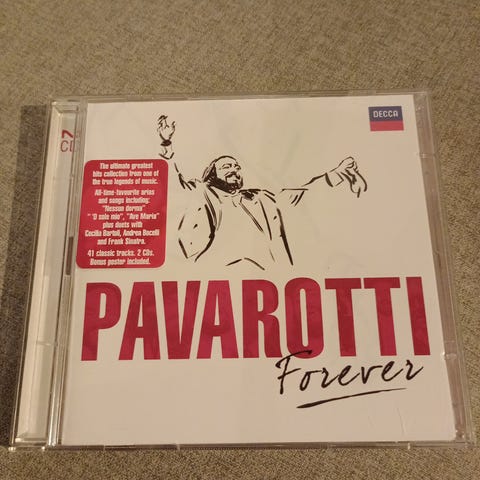 DECCA
2
CD
The ultimate greatest
hits collection from one of
the true legends of music.
All-time-favourite arias
and songs including:
"Nessun dorma"
"'O sole mio", "Ave Maria"
plus duets with
Cecilia Bartoli, Andrea Bocelli
and Frank Sinatra.
41 classic tracks. 2 CDs.
Bonus poster included.
PAVAROTTI
Forever